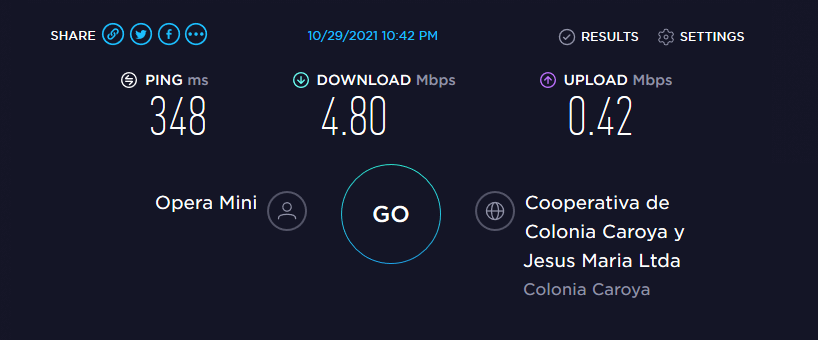 SHARE 10/29/2021 10:42 PM RESULTS SETTINGS
PING ms DOWNLOAD Mbps UPLOAD Mbps
348 4.80 0.42
Opera Mini GO Cooperativa de
Colonia Caroya y
Jesus Maria Ltda
Colonia Caroya